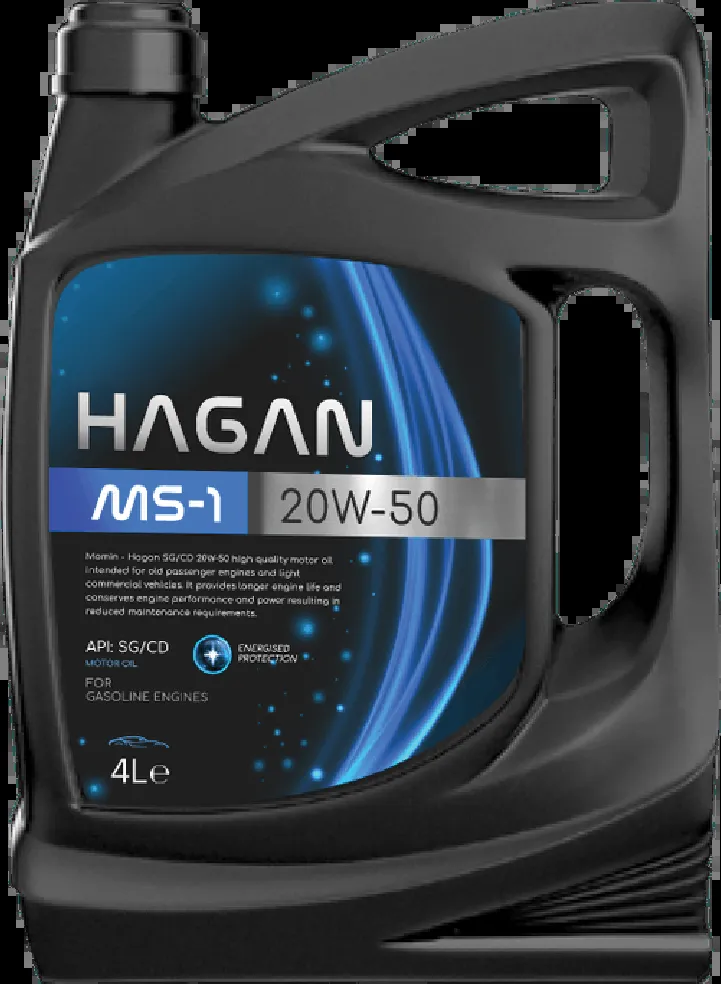 HAGAN
MS-1 20W-50
Momin - Hagan SG/CD 20W-50 high quality motor oil
intended for old passenger engines and light
commercial vehicles. It provides longer engine life and
conserves engine performance and power resulting in
reduced maintenance requirements.
API: SG/CD
MOTOR OIL
ENERGISED
PROTECTION
FOR
GASOLINE ENGINES
4Le